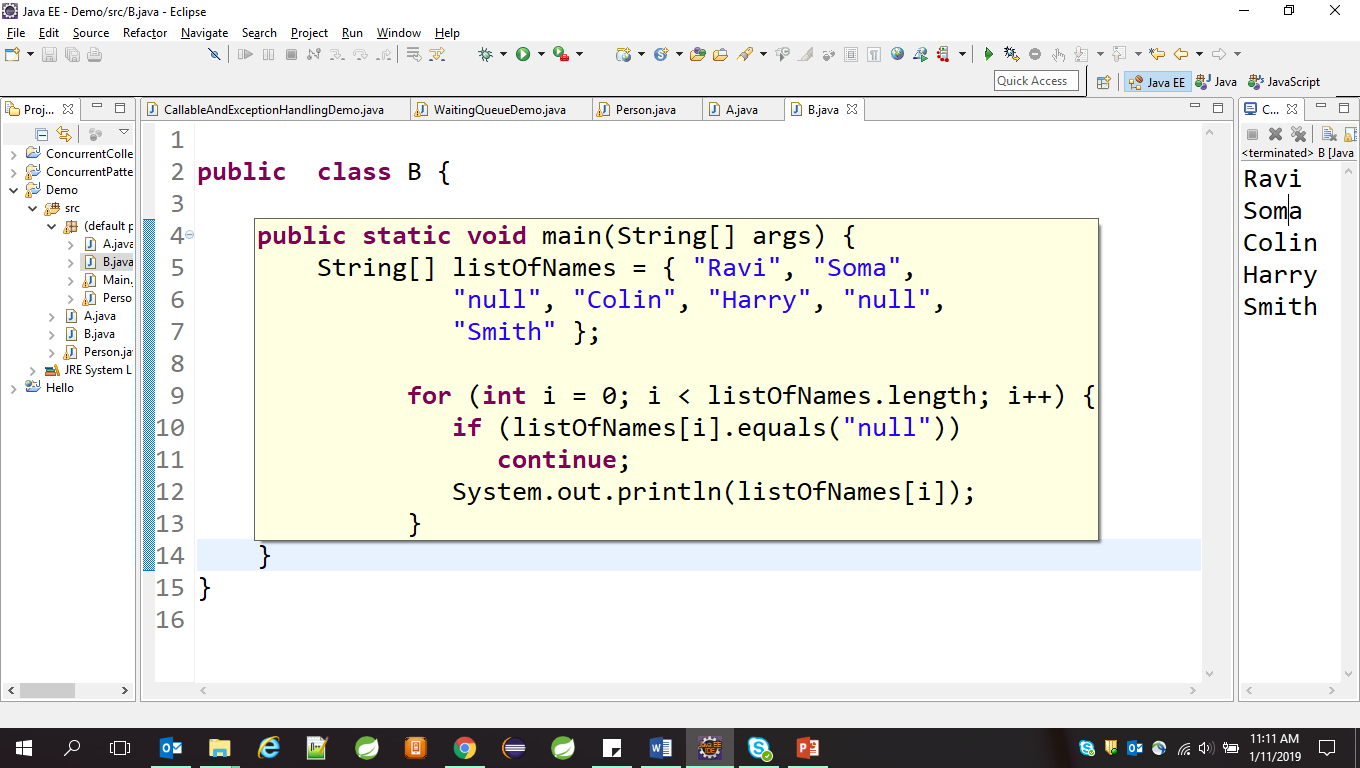 Java EE - Demo/src/B.java - Eclipse
File Edit Source Refactor Navigate Search Project Run Window Help
Quick Access Java EE Java JavaScript
Proj...
CallableAndExceptionHandlingDemo.java WaitingQueueDemo.java Person.java A.java B.java
C...
ConcurrentColle
ConcurrentPatte
Demo
src
(default p
A.java
B.java
Main.
Perso
A.java
B.java
Person.ja
JRE System L
Hello
1
2 public  class B {
3
4 public static void main(String[] args) {
5 String[] listOfNames = { "Ravi", "Soma",
6 "null", "Colin", "Harry", "null",
7 "Smith" };
8
9 for (int i = 0; i < listOfNames.length; i++) {
10 if (listOfNames[i].equals("null"))
11 continue;
12 System.out.println(listOfNames[i]);
13 }
14 }
15 }
16
<terminated> B [Java
Ravi
Soma
Colin
Harry
Smith
11:11 AM
1/11/2019